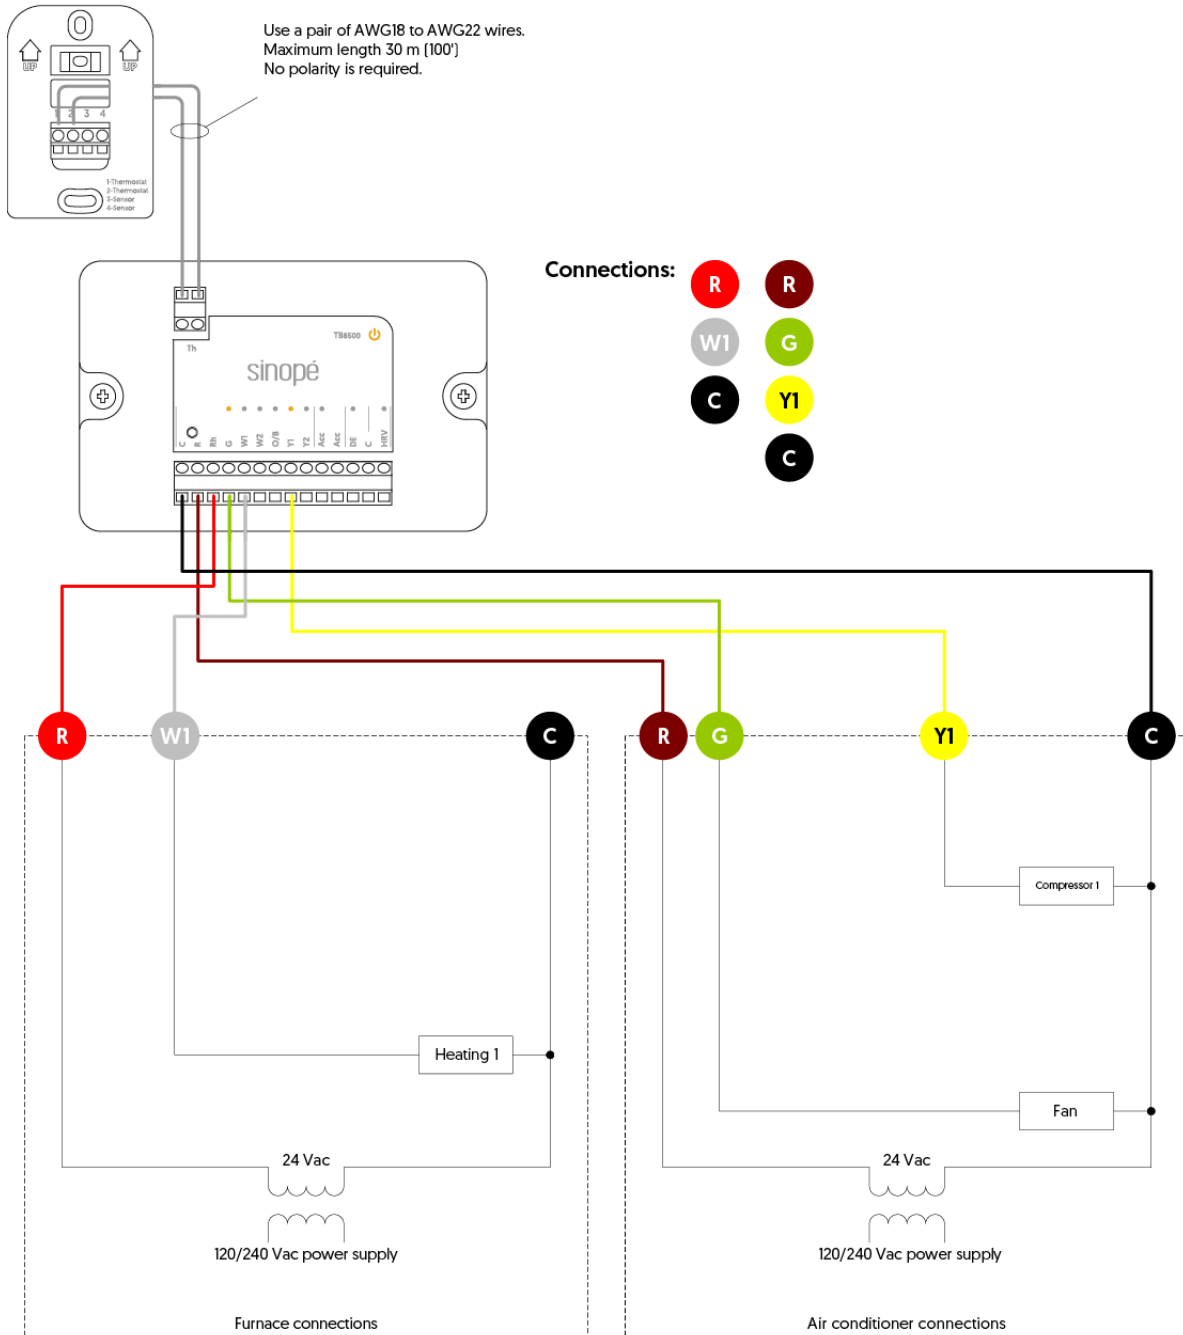 Use a pair of AWG18 to AWG22 wires.
Maximum length 30 m (100')
No polarity is required.
UP UP
1 2 3 4
1-Thermostat
2-Thermostat
3-Sensor
4-Sensor
Connections:
R R
W1 G
C Y1
C
TB6500
Th
sinopé
C R Rh G W1 W2 O/B Y1 Y2 Acc Acc DE C HRV
R W1 C R G Y1 C
Compressor 1
Heating 1
Fan
24 Vac 24 Vac
120/240 Vac power supply 120/240 Vac power supply
Furnace connections Air conditioner connections